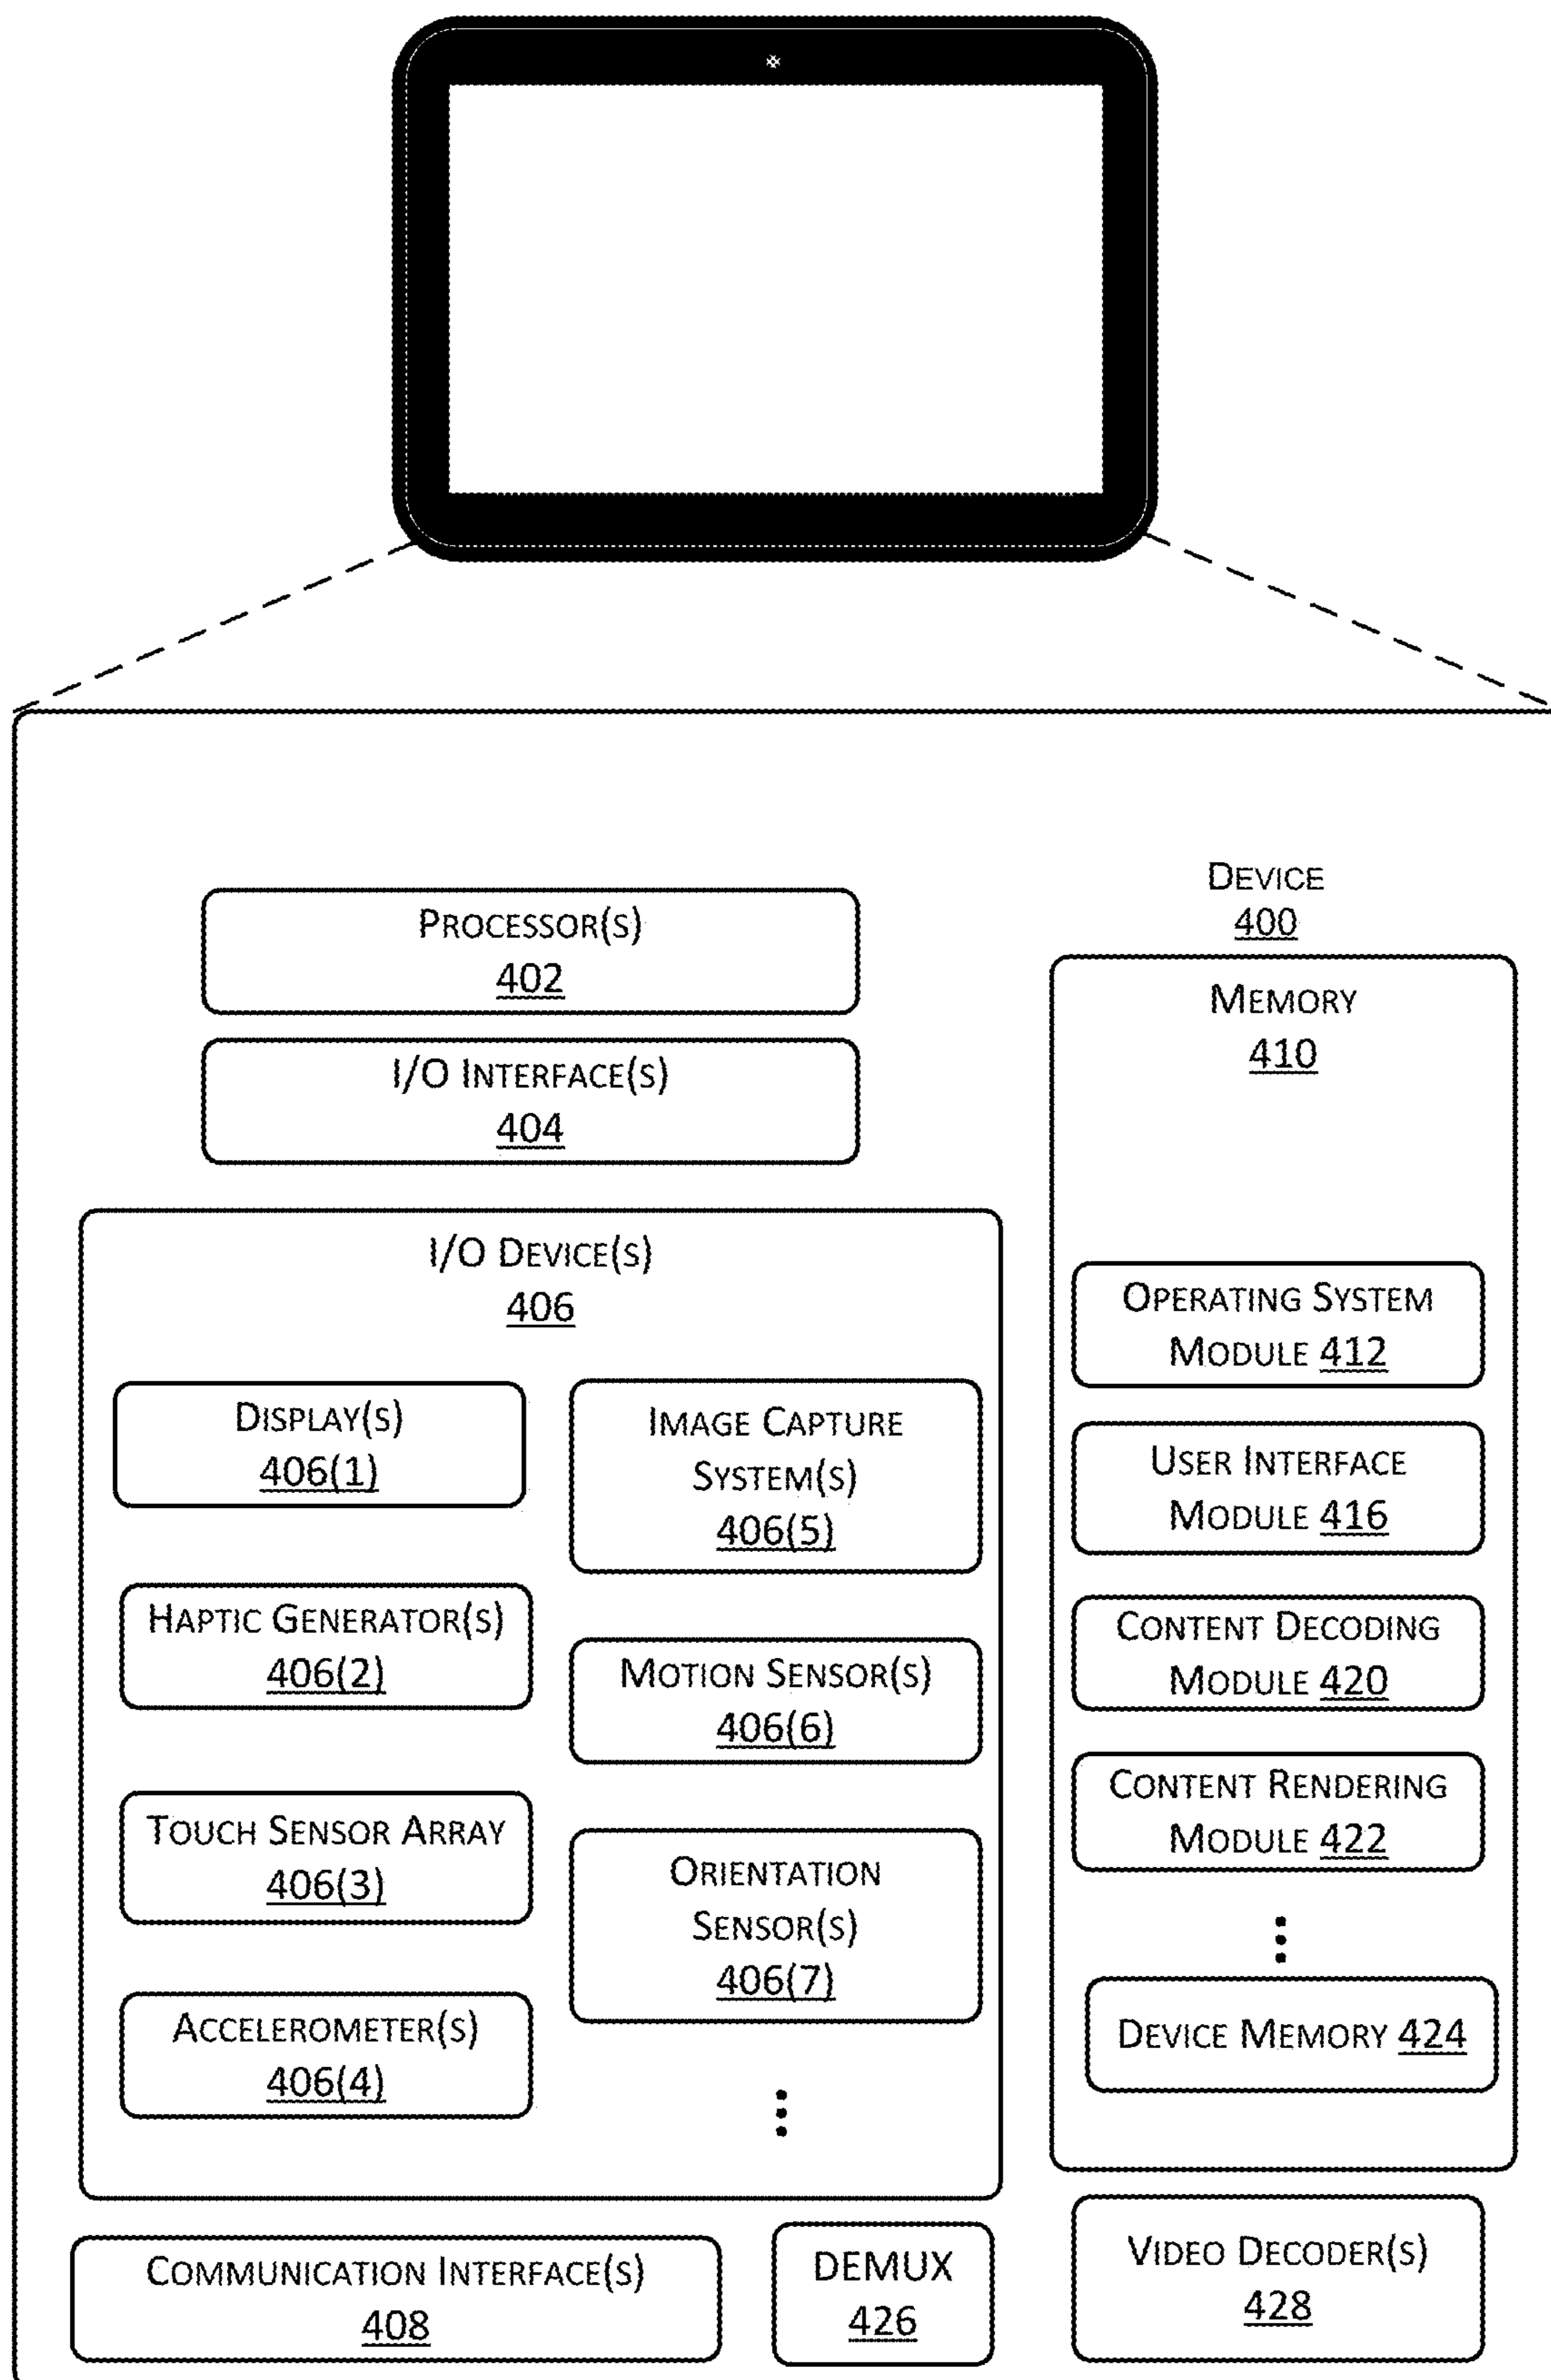 DEVICE
400
PROCESSOR(S)
402
I/O INTERFACE(S)
404
I/O DEVICE(S)
406
DISPLAY(S)
406(1)
HAPTIC GENERATOR(S)
406(2)
TOUCH SENSOR ARRAY
406(3)
ACCELEROMETER(S)
406(4)
IMAGE CAPTURE
SYSTEM(S)
406(5)
MOTION SENSOR(S)
406(6)
ORIENTATION
SENSOR(S)
406(7)
MEMORY
410
OPERATING SYSTEM
MODULE 412
USER INTERFACE
MODULE 416
CONTENT DECODING
MODULE 420
CONTENT RENDERING
MODULE 422
DEVICE MEMORY 424
COMMUNICATION INTERFACE(S)
408
DEMUX
426
VIDEO DECODER(S)
428